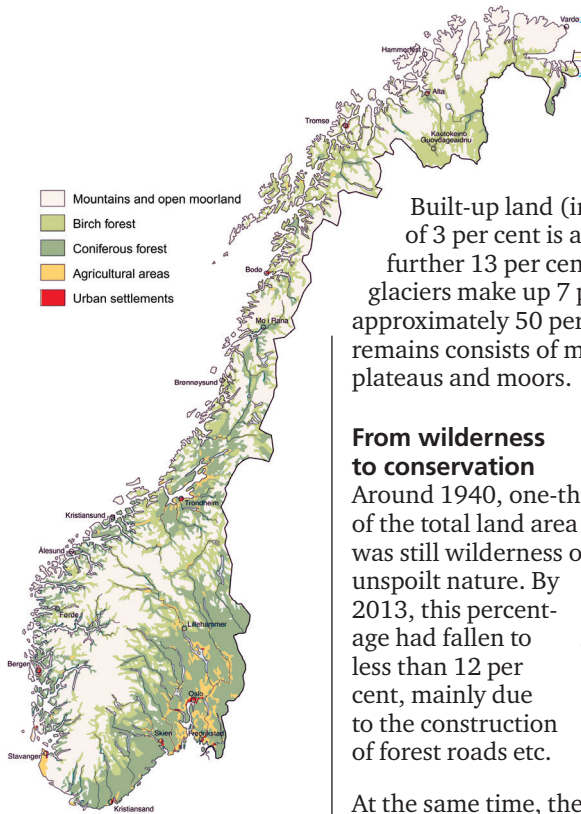 Vardø
Hammerfest
Alta
Tromsø
Kautokeino
Guovdageaidnu
Mountains and open moorland
Birch forest
Coniferous forest
Agricultural areas
Urban settlements
Bodø
Mo i Rana
Brønnøysund
Trondheim
Kristiansund
Ålesund
Førde
Lillehammer
Bergen
Oslo
Skien
Fredrikstad
Stavanger
Kristiansand
Built-up land (in
of 3 per cent is a
further 13 per cen
glaciers make up 7 p
approximately 50 per
remains consists of m
plateaus and moors.
From wilderness
to conservation
Around 1940, one-th
of the total land area
was still wilderness o
unspoilt nature. By
2013, this percent-
age had fallen to
less than 12 per
cent, mainly due
to the construction
of forest roads etc.
At the same time, the